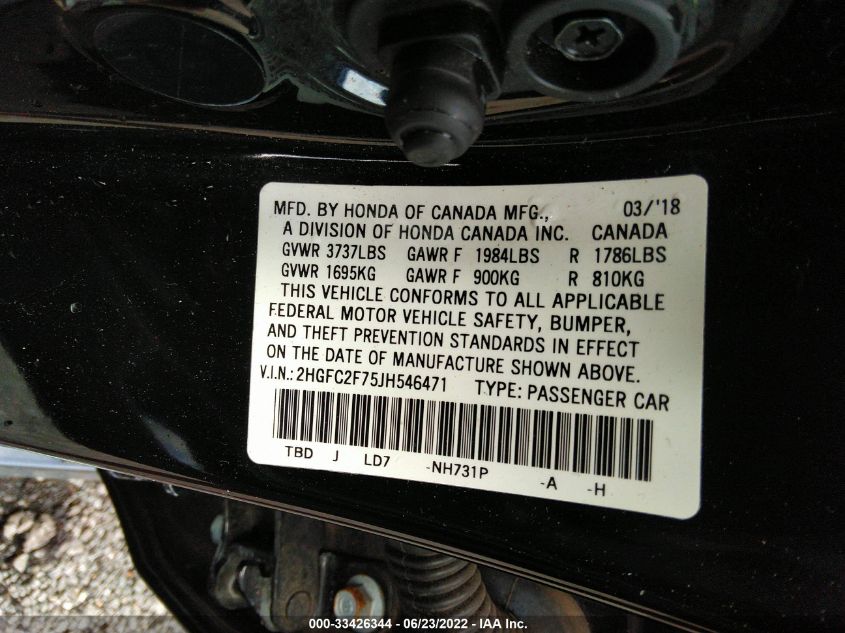 MFD. BY HONDA OF CANADA MFG., 03/'18
A DIVISION OF HONDA CANADA INC. CANADA
GVWR 3737LBS GAWR F 1984LBS R 1786LBS
GVWR 1695KG GAWR F 900KG R 810KG
THIS VEHICLE CONFORMS TO ALL APPLICABLE
FEDERAL MOTOR VEHICLE SAFETY, BUMPER,
AND THEFT PREVENTION STANDARDS IN EFFECT
ON THE DATE OF MANUFACTURE SHOWN ABOVE.
V.I.N.: 2HGFC2F75JH546471 TYPE: PASSENGER CAR
TBD J LD7 -NH731P -A -H
000-33426344 - 06/23/2022 - IAA Inc.